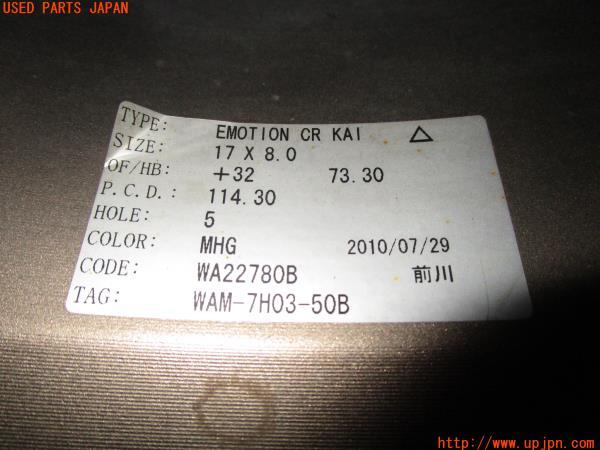 USED PARTS JAPAN
TYPE: EMOTION CR KAI △
SIZE: 17 X 8.0
OF/HB: +32 73.30
P.C.D.: 114.30
HOLE: 5
COLOR: MHG 2010/07/29
CODE: WA22780B 前川
TAG: WAM-7H03-50B
http://www.upjpn.com/